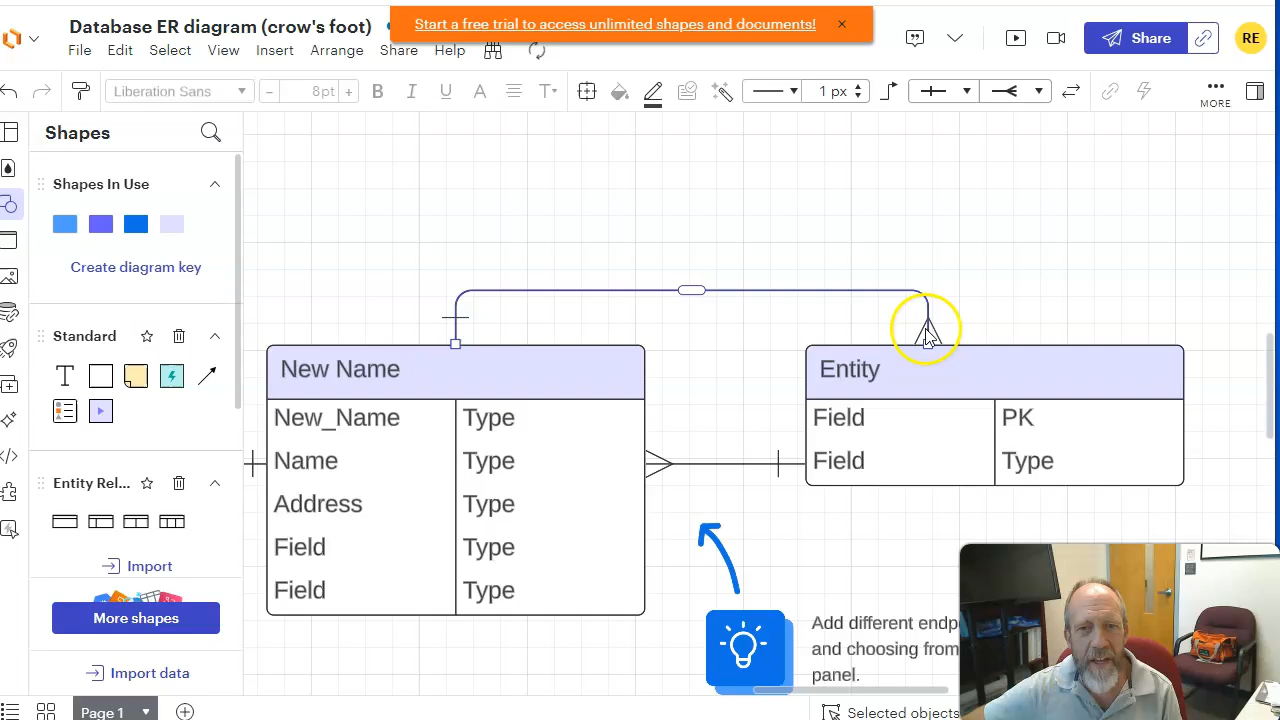 Database ER diagram (crow's foot)
Start a free trial to access unlimited shapes and documents!
File Edit Select View Insert Arrange Share Help
Share
RE
Liberation Sans
8pt
B I U A T
1 px
MORE
Shapes
Shapes In Use
Create diagram key
Standard
T
Entity Rel...
Import
More shapes
Import data
Page 1
New Name
New_Name Type
Name Type
Address Type
Field Type
Field Type
Entity
Field PK
Field Type
Add different endp
and choosing from
panel.
Selected objects